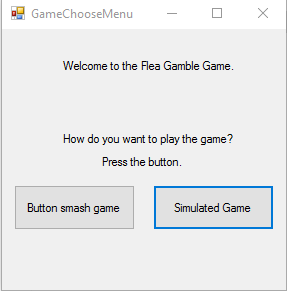 GameChooseMenu
Welcome to the Flea Gamble Game.
How do you want to play the game?
Press the button.
Button smash game
Simulated Game